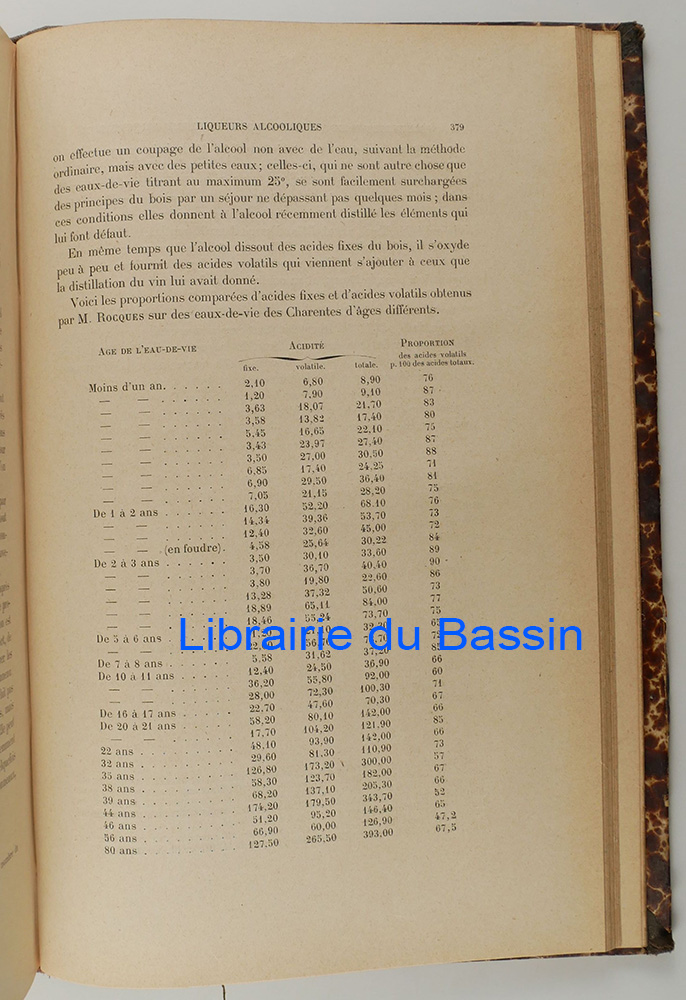 LIQUEURS ALCOOLIQUES 379
on effectue un coupage de l'alcool non avec de l'eau, suivant la méthode
ordinaire, mais avec des petites eaux; celles-ci, qui ne sont autre chose que
des eaux-de-vie titrant au maximum 25°, se sont facilement surchargées
des principes du bois par un séjour ne dépassant pas quelques mois; dans
ces conditions elles donnent à l'alcool récemment distillé les éléments qui
lui font défaut.
En même temps que l'alcool dissout des acides fixes du bois, il s'oxyde
peu à peu et fournit des acides volatils qui viennent s'ajouter à ceux que
la distillation du vin lui avait donné.
Voici les proportions comparées d'acides fixes et d'acides volatils obtenus
par M. ROCQUES sur des eaux-de-vie des Charentes d'âges différents.
AGE DE L'EAU-DE-VIE ACIDITÉ PROPORTION
des acides volatils
fixe. volatile. totale. p. 100 des acides totaux.
Moins d'un an. . . . . . 2,10 6,80 8,90 76
— — . . . . . . 1,20 7,90 9,10 87
— — . . . . . . 3,63 18,07 21,70 83
— — . . . . . . 3,58 13,82 17,40 80
— — . . . . . . 5,45 16,65 22,10 75
— — . . . . . . 3,43 23,97 27,40 87
— — . . . . . . 3,50 27,00 30,50 88
— — . . . . . . 6,85 17,40 24,25 71
— — . . . . . . 6,90 29,50 36,40 81
— — . . . . . . 7,05 21,15 28,20 75
De 1 à 2 ans . . . . . . 16,30 52,20 68,10 76
— — . . . . . . 14,34 39,36 53,70 73
— — . . . . . . 12,40 32,60 45,00 72
— — . (en foudre). 4,58 25,64 30,22 84
De 2 à 3 ans . . . . . . 3,50 30,10 33,60 89
— — . . . . . . 3,70 36,70 40,40 90
— — . . . . . . 3,80 19,80 22,60 86
— — . . . . . . 13,28 37,32 50,60 73
— — . . . . . . 18,89 65,11 84,00 77
— — . . . . . . 18,46 55,24 73,70 75
De 5 à 6 ans
De 7 à 8 ans . . . . . . 5,58 31,62 37,20 85
De 10 à 11 ans . . . . . 12,40 24,50 36,90 66
— — . . . . . . 36,20 55,80 92,00 60
— — . . . . . . 28,00 72,30 100,30 71
De 16 à 17 ans . . . . . 22,70 47,60 70,30 67
De 20 à 21 ans . . . . . 58,20 80,10 142,00 66
— — . . . . . . 17,70 104,20 121,90 85
22 ans . . . . . . . . . 48,10 93,90 142,00 66
32 ans . . . . . . . . . 29,60 81,30 110,90 73
35 ans . . . . . . . . . 126,80 173,20 300,00 57
38 ans . . . . . . . . . 58,30 123,70 182,00 67
39 ans . . . . . . . . . 68,20 137,10 205,30 66
44 ans . . . . . . . . . 174,20 179,50 343,70 52
46 ans . . . . . . . . . 51,20 95,20 146,40 65
56 ans . . . . . . . . . 66,90 60,00 126,90 47,2
80 ans . . . . . . . . . 127,50 265,50 393,00 67,5
Librairie du Bassin